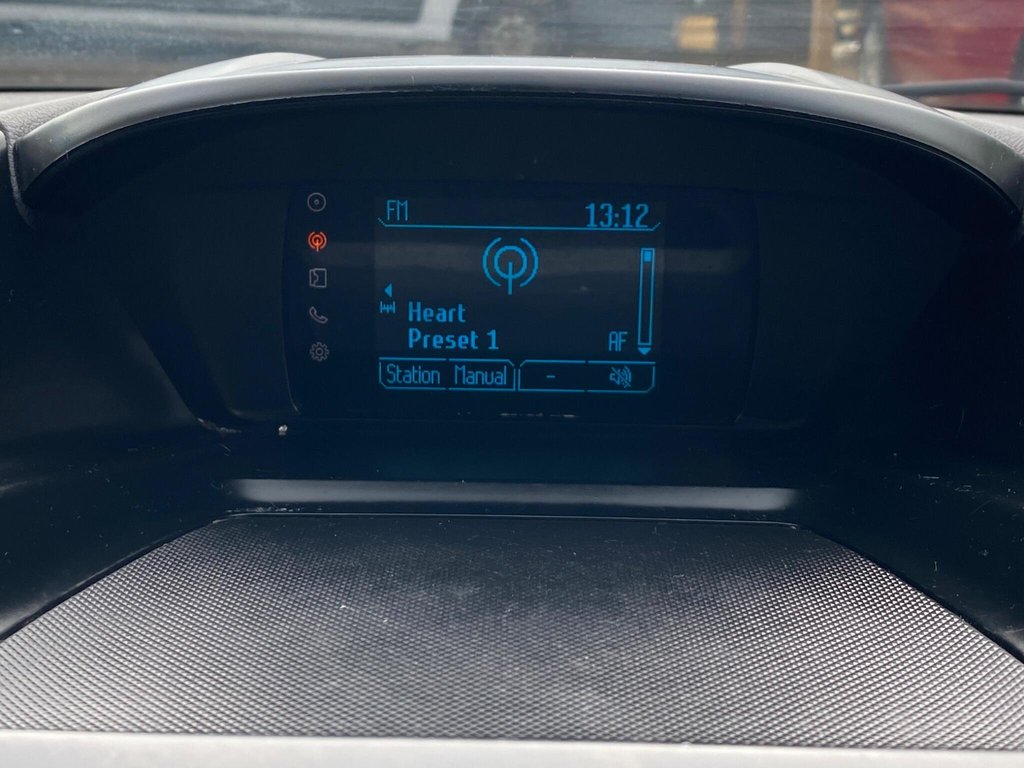 FM 13:12
Heart
Preset 1 AF
Station Manual -